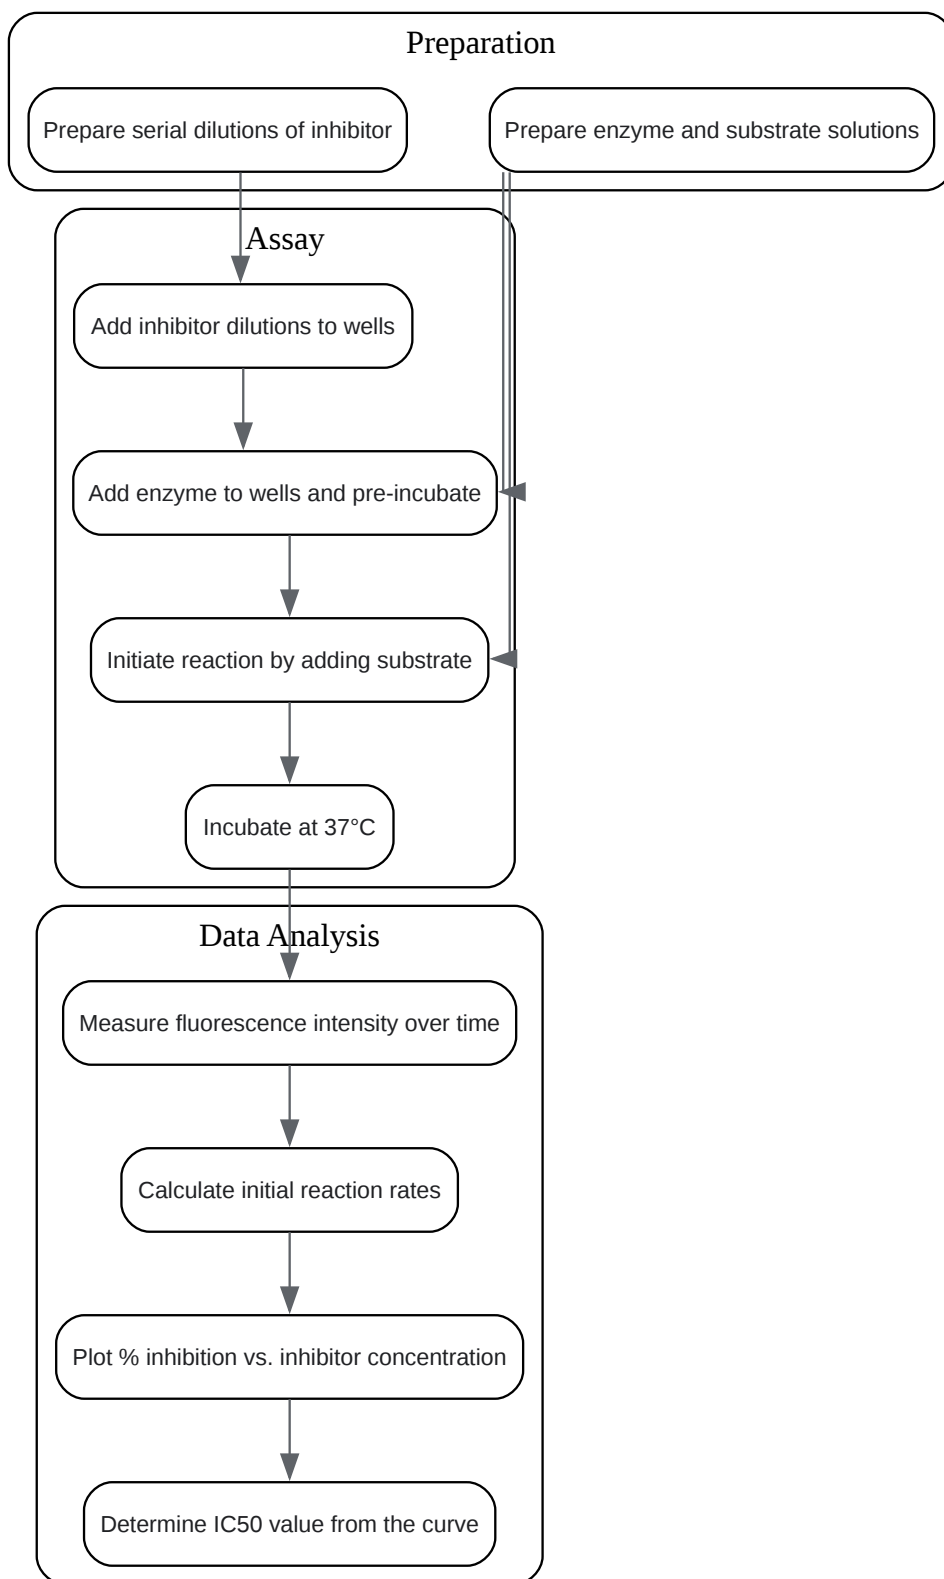 Preparation
Prepare serial dilutions of inhibitor
Prepare enzyme and substrate solutions
Assay
Add inhibitor dilutions to wells
Add enzyme to wells and pre-incubate
Initiate reaction by adding substrate
Incubate at 37°C
Data Analysis
Measure fluorescence intensity over time
Calculate initial reaction rates
Plot % inhibition vs. inhibitor concentration
Determine IC50 value from the curve